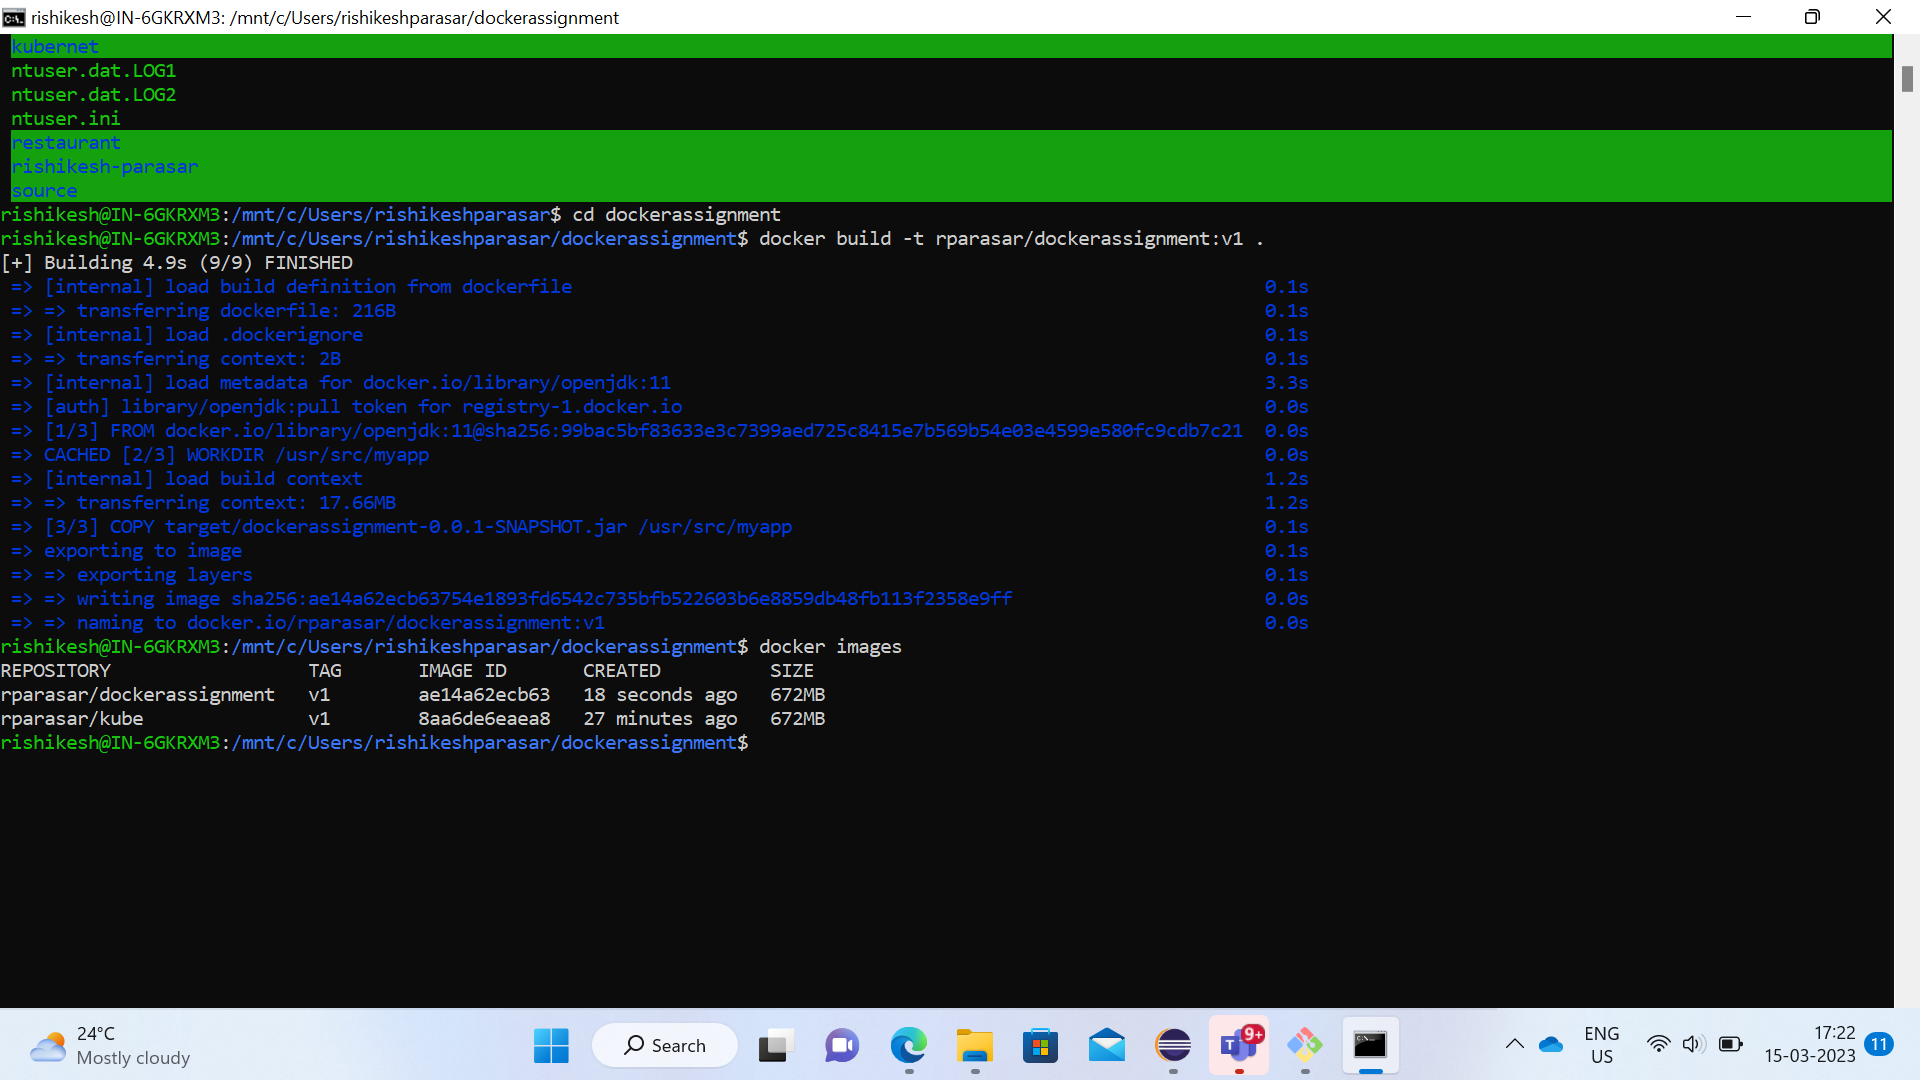 rishikesh@IN-6GKRXM3: /mnt/c/Users/rishikeshparasar/dockerassignment
kubernet
ntuser.dat.LOG1
ntuser.dat.LOG2
ntuser.ini
restaurant
rishikesh-parasar
source
rishikesh@IN-6GKRXM3:/mnt/c/Users/rishikeshparasar$ cd dockerassignment
rishikesh@IN-6GKRXM3:/mnt/c/Users/rishikeshparasar/dockerassignment$ docker build -t rparasar/dockerassignment:v1 .
[+] Building 4.9s (9/9) FINISHED
=> [internal] load build definition from dockerfile 0.1s
=> => transferring dockerfile: 216B 0.1s
=> [internal] load .dockerignore 0.1s
=> => transferring context: 2B 0.1s
=> [internal] load metadata for docker.io/library/openjdk:11 3.3s
=> [auth] library/openjdk:pull token for registry-1.docker.io 0.0s
=> [1/3] FROM docker.io/library/openjdk:11@sha256:99bac5bf83633e3c7399aed725c8415e7b569b54e03e4599e580fc9cdb7c21 0.0s
=> CACHED [2/3] WORKDIR /usr/src/myapp 0.0s
=> [internal] load build context 1.2s
=> => transferring context: 17.66MB 1.2s
=> [3/3] COPY target/dockerassignment-0.0.1-SNAPSHOT.jar /usr/src/myapp 0.1s
=> exporting to image 0.1s
=> => exporting layers 0.1s
=> => writing image sha256:ae14a62ecb63754e1893fd6542c735bfb522603b6e8859db48fb113f2358e9ff 0.0s
=> => naming to docker.io/rparasar/dockerassignment:v1 0.0s
rishikesh@IN-6GKRXM3:/mnt/c/Users/rishikeshparasar/dockerassignment$ docker images
REPOSITORY TAG IMAGE ID CREATED SIZE
rparasar/dockerassignment v1 ae14a62ecb63 18 seconds ago 672MB
rparasar/kube v1 8aa6de6eaea8 27 minutes ago 672MB
rishikesh@IN-6GKRXM3:/mnt/c/Users/rishikeshparasar/dockerassignment$
24°C
Mostly cloudy
Search
9+
ENG
US
17:22
15-03-2023
11